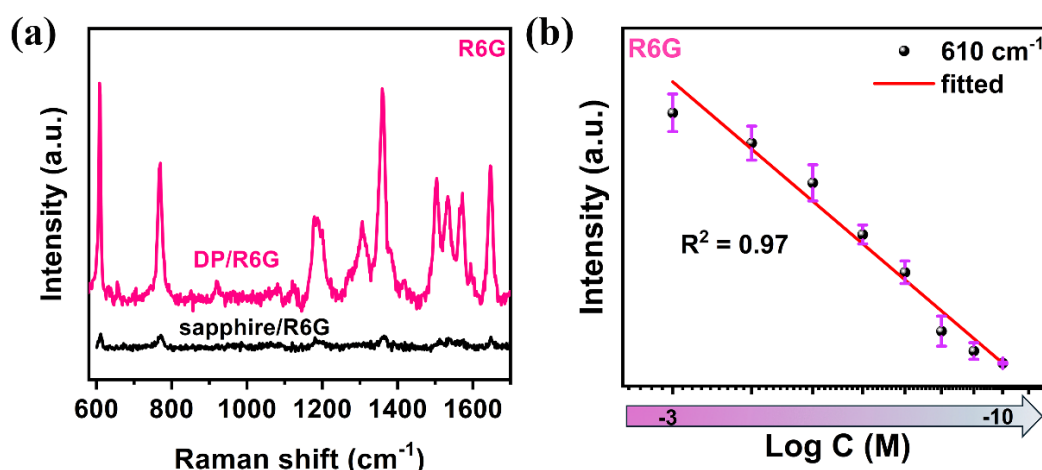 (a)
R6G
Intensity (a.u.)
DP/R6G
sapphire/R6G
600 800 1000 1200 1400 1600
Raman shift (cm⁻¹)
(b)
R6G
610 cm⁻¹
fitted
Intensity (a.u.)
R² = 0.97
-3 -10
Log C (M)